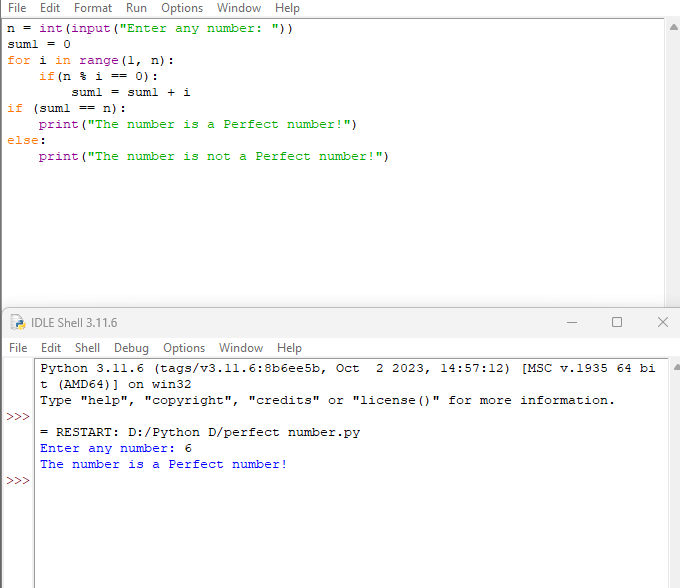 File Edit Format Run Options Window Help
n = int(input("Enter any number: "))
sum1 = 0
for i in range(1, n):
    if(n % i == 0):
        sum1 = sum1 + i
if (sum1 == n):
    print("The number is a Perfect number!")
else:
    print("The number is not a Perfect number!")
IDLE Shell 3.11.6
File Edit Shell Debug Options Window Help
Python 3.11.6 (tags/v3.11.6:8b6ee5b, Oct  2 2023, 14:57:12) [MSC v.1935 64 bi
t (AMD64)] on win32
Type "help", "copyright", "credits" or "license()" for more information.
>>>
= RESTART: D:/Python D/perfect number.py
Enter any number: 6
The number is a Perfect number!
>>>